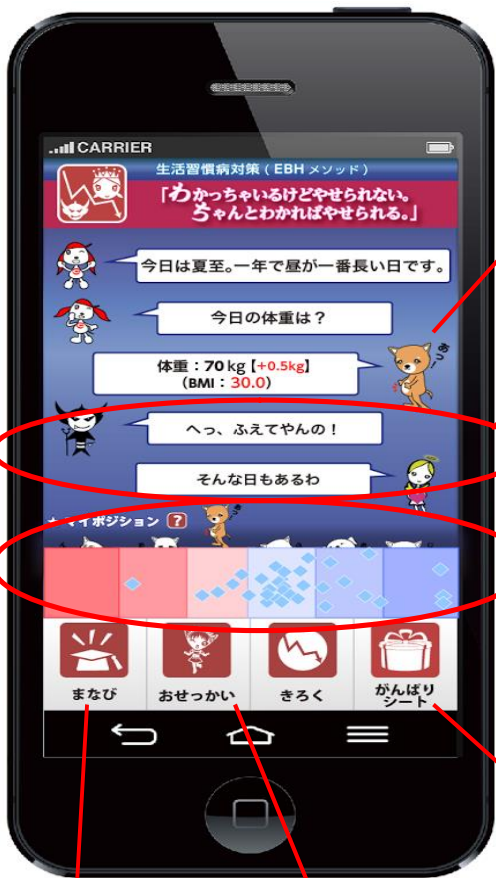 CARRIER
生活習慣病対策（EBHメソッド）
「わかっちゃいるけどやせられない。
ちゃんとわかればやせられる。」
今日は夏至。一年で昼が一番長い日です。
今日の体重は？
あっ
体重：70kg【+0.5kg】
（BMI：30.0）
へっ、ふえてやんの！
そんな日もあるわ
マイポジション ?
まなび
おせっかい
きろく
がんばり
シート